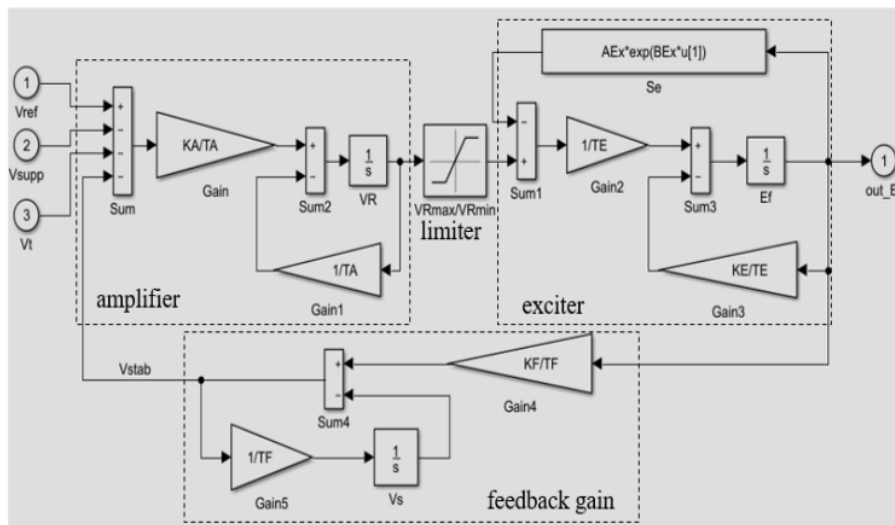 AEx*exp(BEx*u[1])
Se
1
Vref
2
Vsupp
3
Vt
+
−
−
−
Sum
KA/TA
Gain
+
−
Sum2
1
s
VR
1/TA
Gain1
amplifier
VRmax/VRmin
limiter
−
+
Sum1
1/TE
Gain2
+
−
Sum3
1
s
Ef
KE/TE
Gain3
exciter
1
out_E
Vstab
+
−
Sum4
KF/TF
Gain4
1/TF
Gain5
1
s
Vs
feedback gain